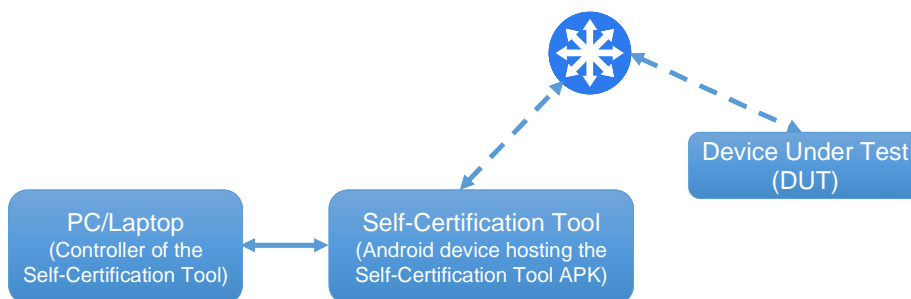 Device Under Test
(DUT)
PC/Laptop
(Controller of the
Self-Certification Tool)
Self-Certification Tool
(Android device hosting the
Self-Certification Tool APK)